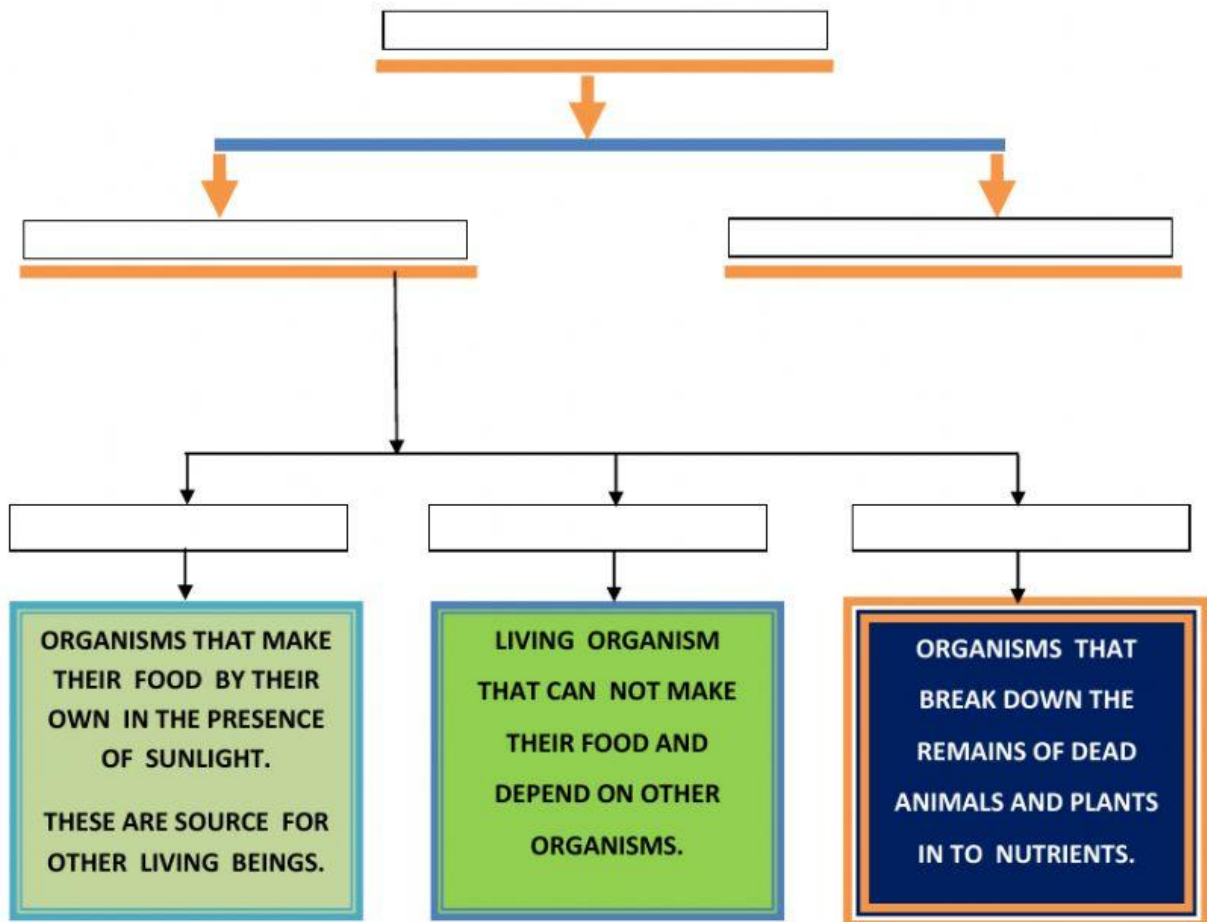 ORGANISMS THAT MAKE
THEIR FOOD BY THEIR
OWN IN THE PRESENCE
OF SUNLIGHT.
THESE ARE SOURCE FOR
OTHER LIVING BEINGS.
LIVING ORGANISM
THAT CAN NOT MAKE
THEIR FOOD AND
DEPEND ON OTHER
ORGANISMS.
ORGANISMS THAT
BREAK DOWN THE
REMAINS OF DEAD
ANIMALS AND PLANTS
IN TO NUTRIENTS.